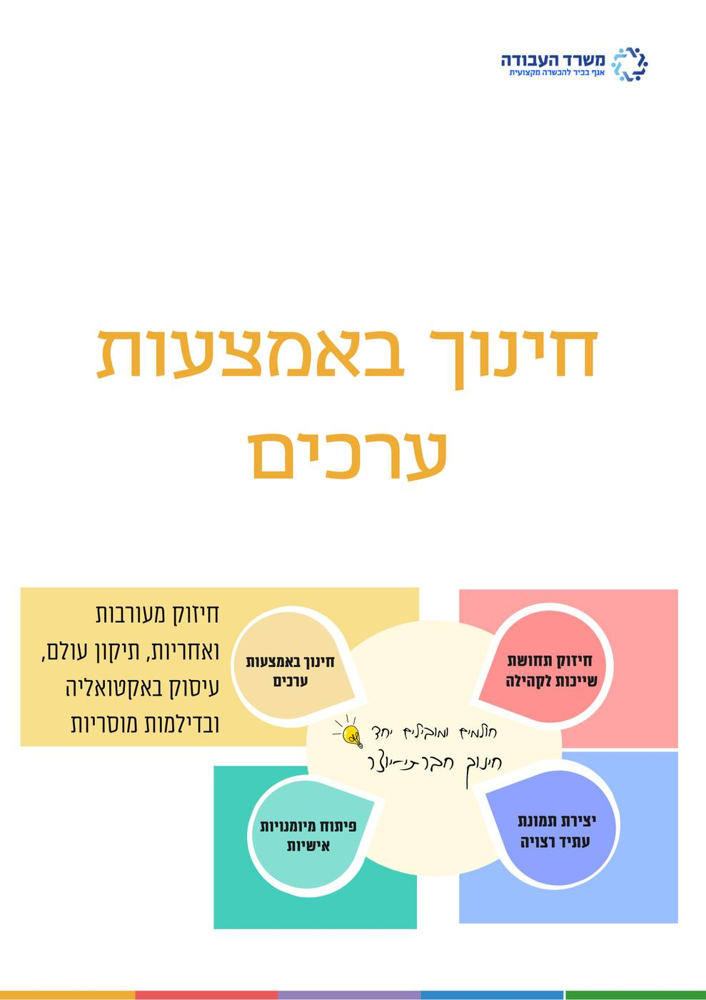 משרד העבודה
אגף בכיר להכשרה מקצועית
חינוך באמצעות
ערכים
חיזוק תחושת
שייכות לקהילה
חינוך באמצעות
ערכים
חיזוק מעורבות
ואחריות, תיקון עולם,
עיסוק באקטואליה
ובדילמות מוסריות
חולמים ומובילים יחד
חינוך חברתי-יוצר
יצירת תמונת
עתיד רצויה
פיתוח מיומנויות
אישיות